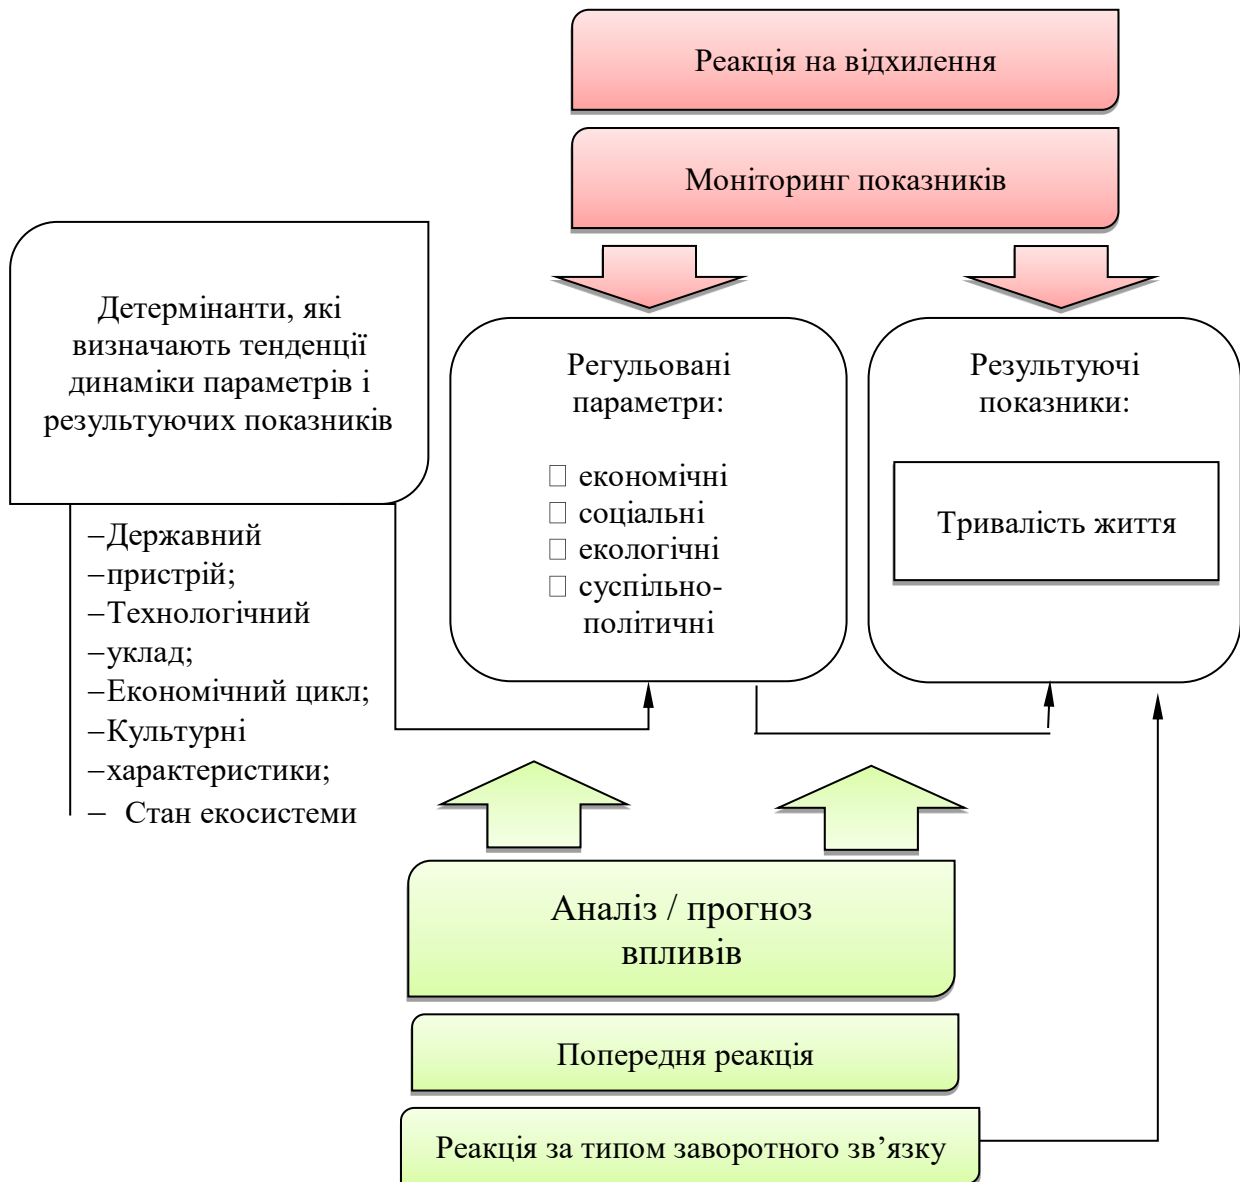 Реакція на відхилення
Моніторинг показників
Детермінанти, які
визначають тенденції
динаміки параметрів і
результуючих показників
–Державний
–пристрій;
–Технологічний
–уклад;
–Економічний цикл;
–Культурні
–характеристики;
– Стан екосистеми
Регульовані
параметри:
□ економічні
□ соціальні
□ екологічні
□ суспільно-
політичні
Результуючі
показники:
Тривалість життя
Аналіз / прогноз
впливів
Попередня реакція
Реакція за типом заворотного зв’язку